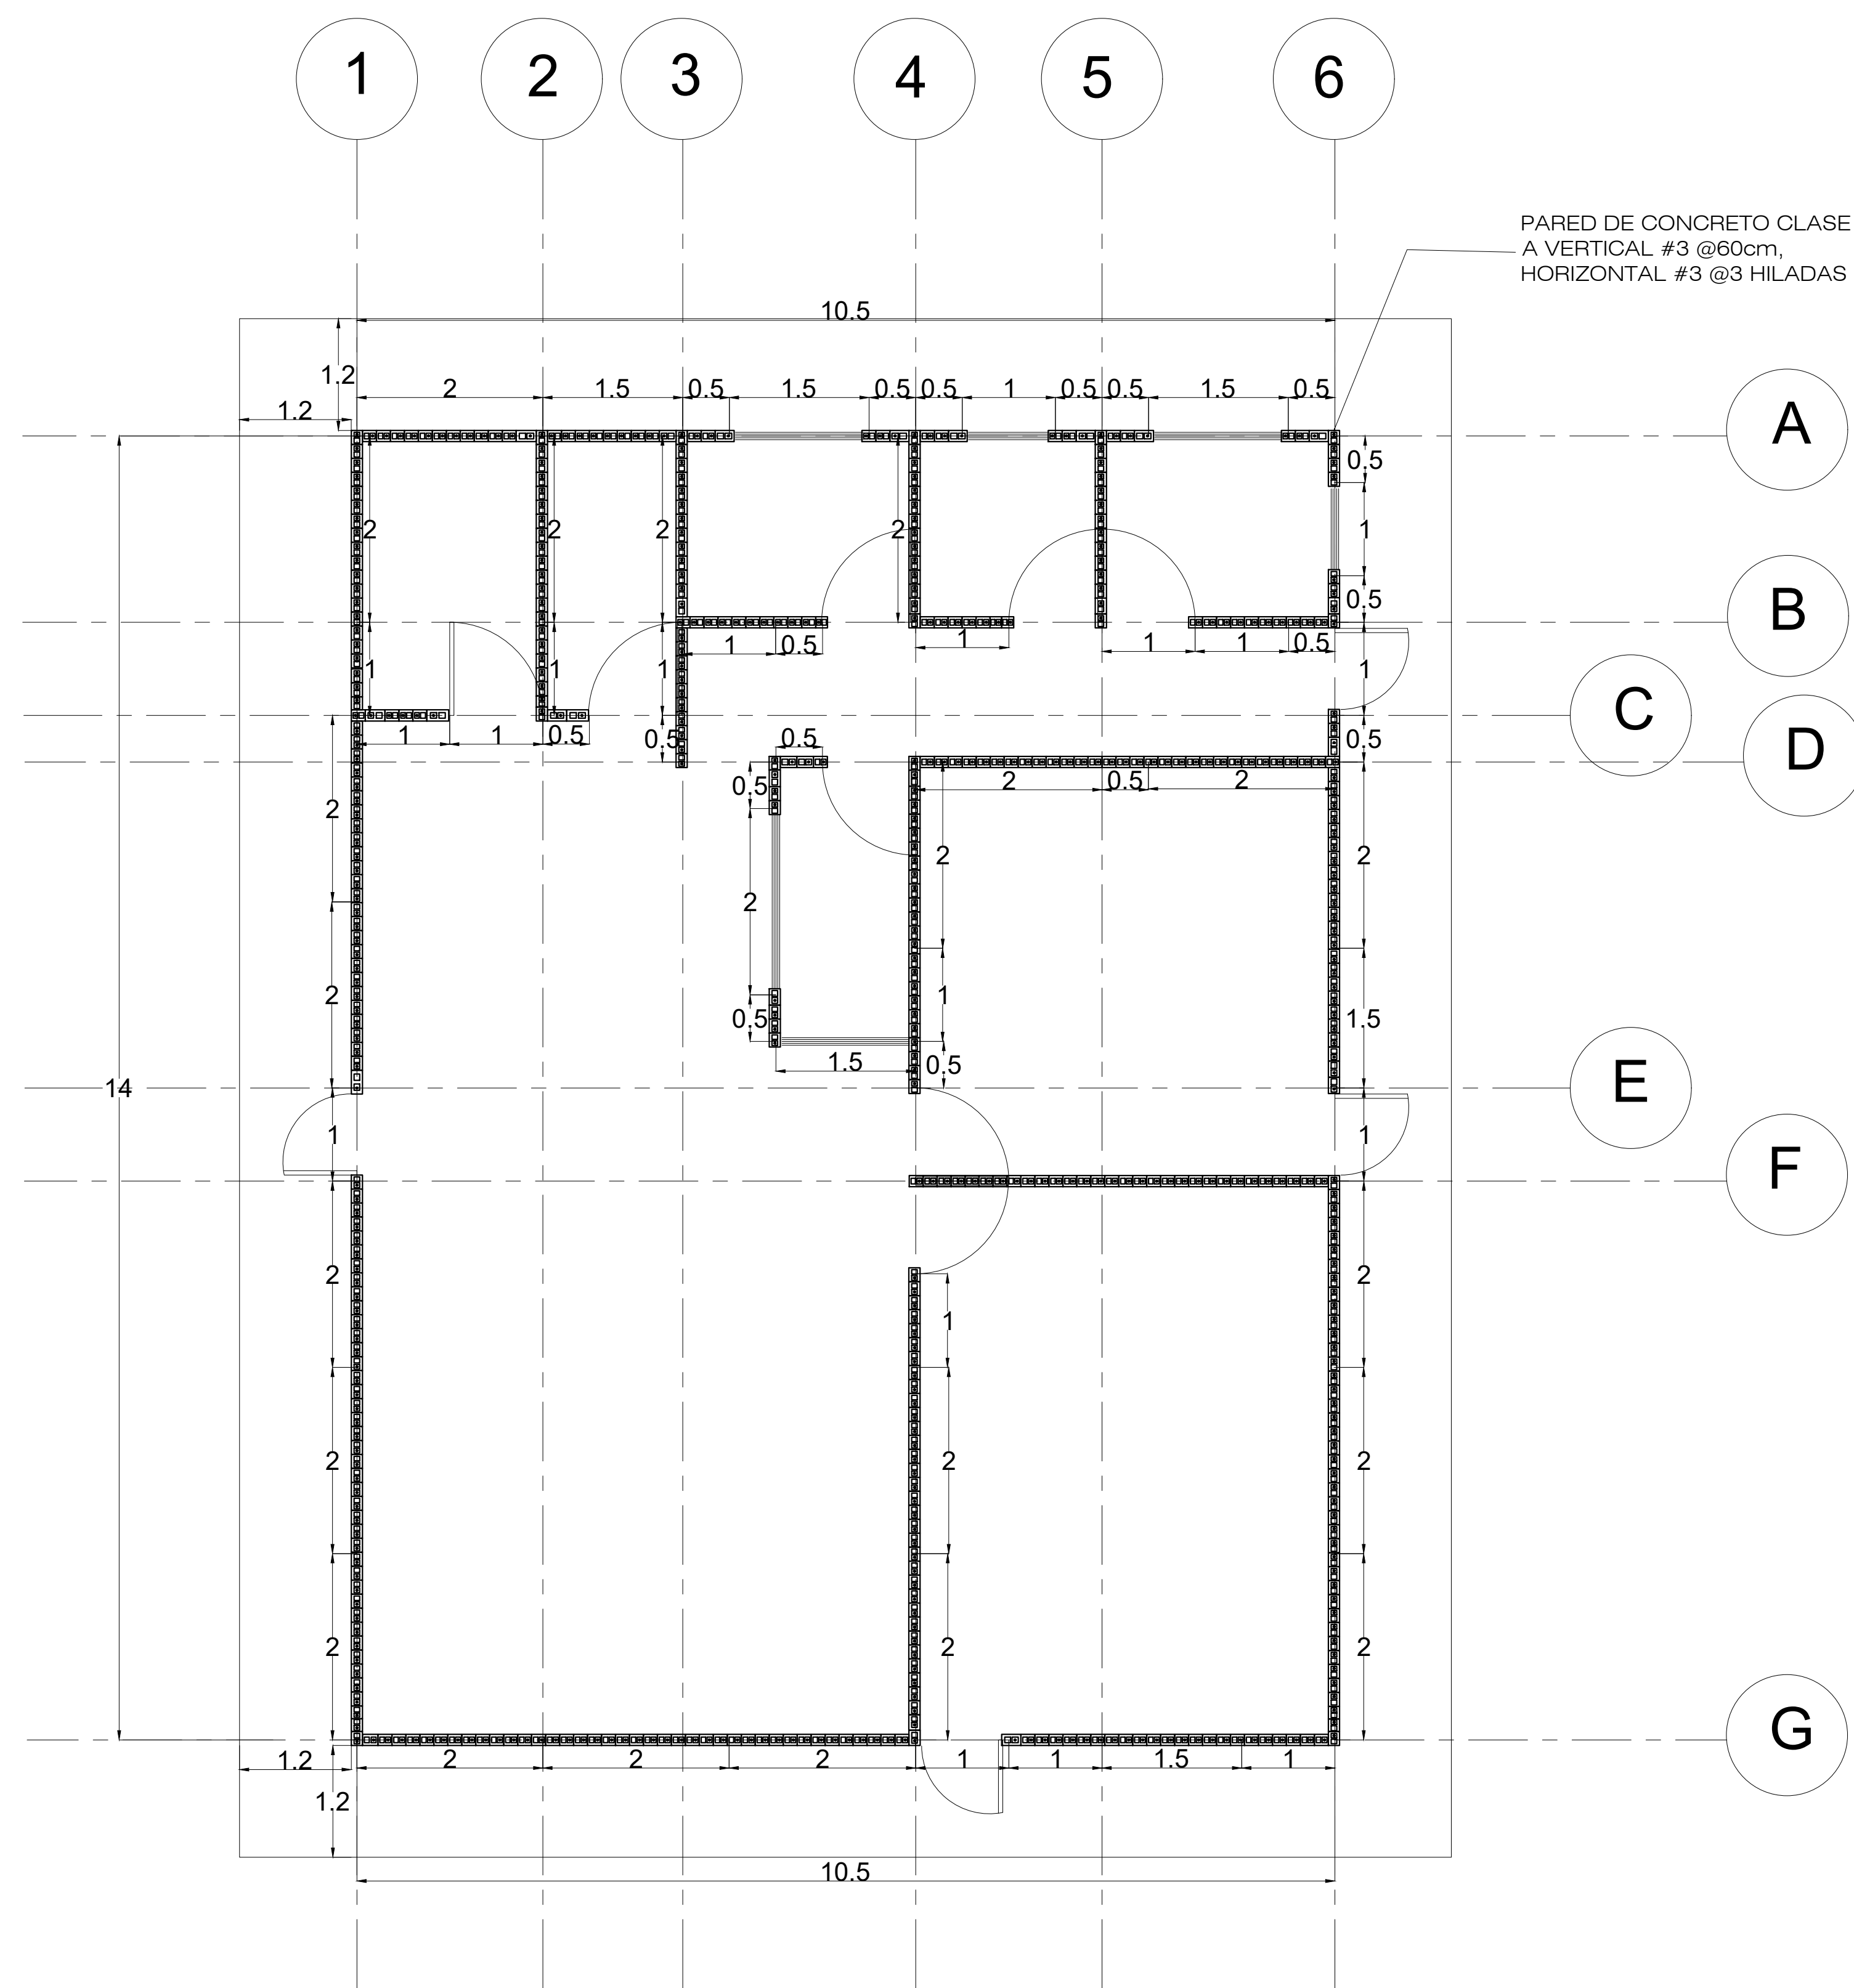 1 2 3 4 5 6
PARED DE CONCRETO CLASE
A VERTICAL #3 @60cm,
HORIZONTAL #3 @3 HILADAS
10.5
1.2
2 1.5 0.5 1.5 0.5 0.5 1 0.5 0.5 1.5 0.5
1.2
A
0.5
2 2 2 2 1
B
0.5
1 0.5 1 1 1 0.5
1 1 1 1
C
1 1 0.5 0.5 0.5 0.5
D
0.5 2 0.5 2
2
2 2
2
2 1
0.5 1.5
1.5 0.5
14
E
1 1
F
2 2
1
2 2 2
2 2 2
G
1.2 2 2 2 1 1 1.5 1
1.2
10.5